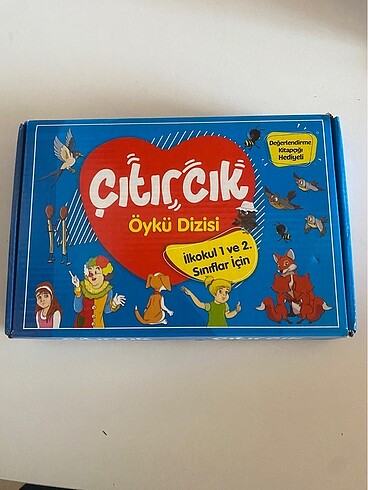 Çıtırcık
Öykü Dizisi
İlkokul 1 ve 2.
Sınıflar İçin
Değerlendirme
Kitapçığı
Hediyeli